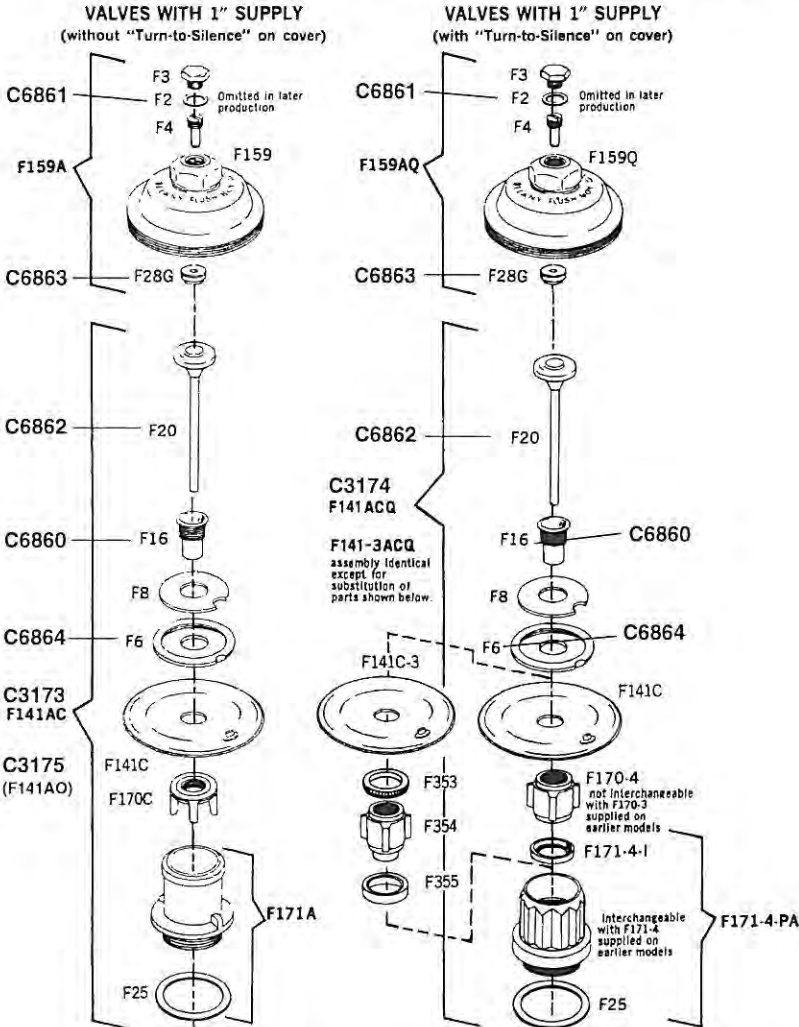 VALVES WITH 1" SUPPLY
(without "Turn-to-Silence" on cover)
C6861
F3
F2
Omitted in later
production
F4
F159A
F159
C6863
F28G
C6862
F20
C6860
F16
F8
C6864
F6
C3173
F141AC
C3175
(F141AO)
F141C
F170C
F171A
F25
VALVES WITH 1" SUPPLY
(with "Turn-to-Silence" on cover)
C6861
F3
F2
Omitted in later
production
F4
F159AQ
F159Q
C6863
F28G
C6862
F20
C3174
F141ACQ
F141-3ACQ
assembly identical
except for
substitution of
parts shown below.
F16
C6860
F8
F6
C6864
F141C-3
F141C
F353
F354
F355
F170-4
not interchangeable
with F170-3
supplied on
earlier models
F171-4-I
Interchangeable
with F171-4
supplied on
earlier models
F171-4-PA
F25